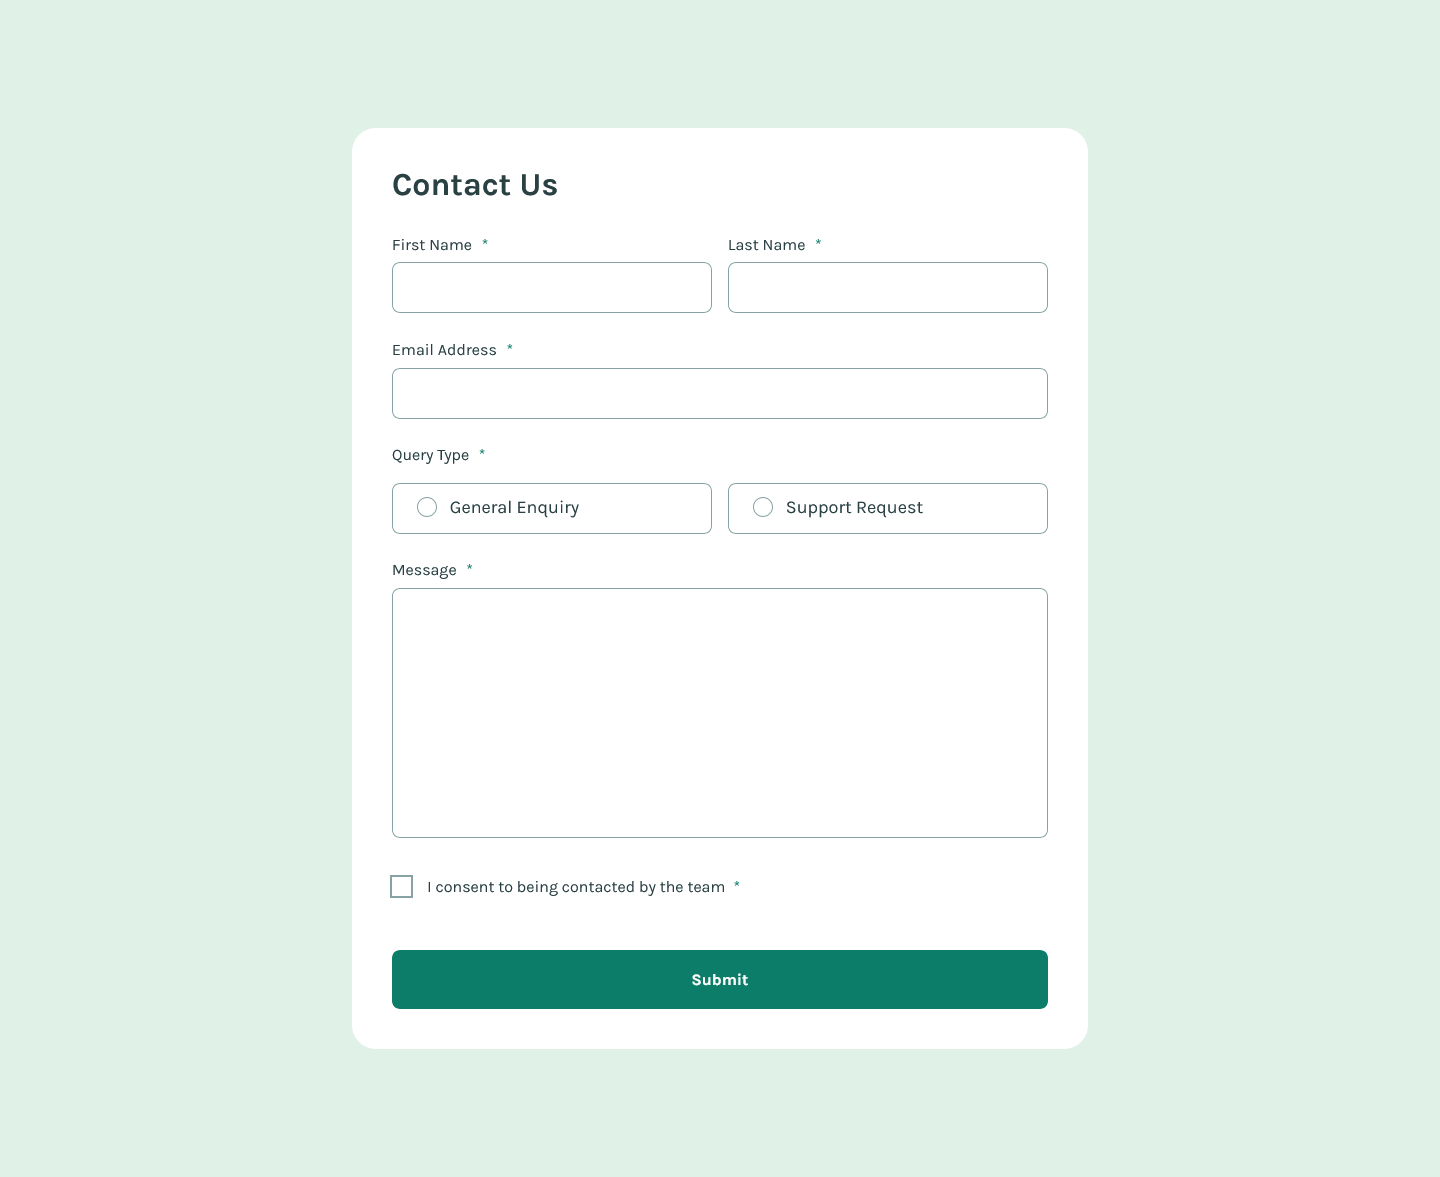 Contact Us
First Name *
Last Name *
Email Address *
Query Type *
General Enquiry
Support Request
Message *
I consent to being contacted by the team *
Submit